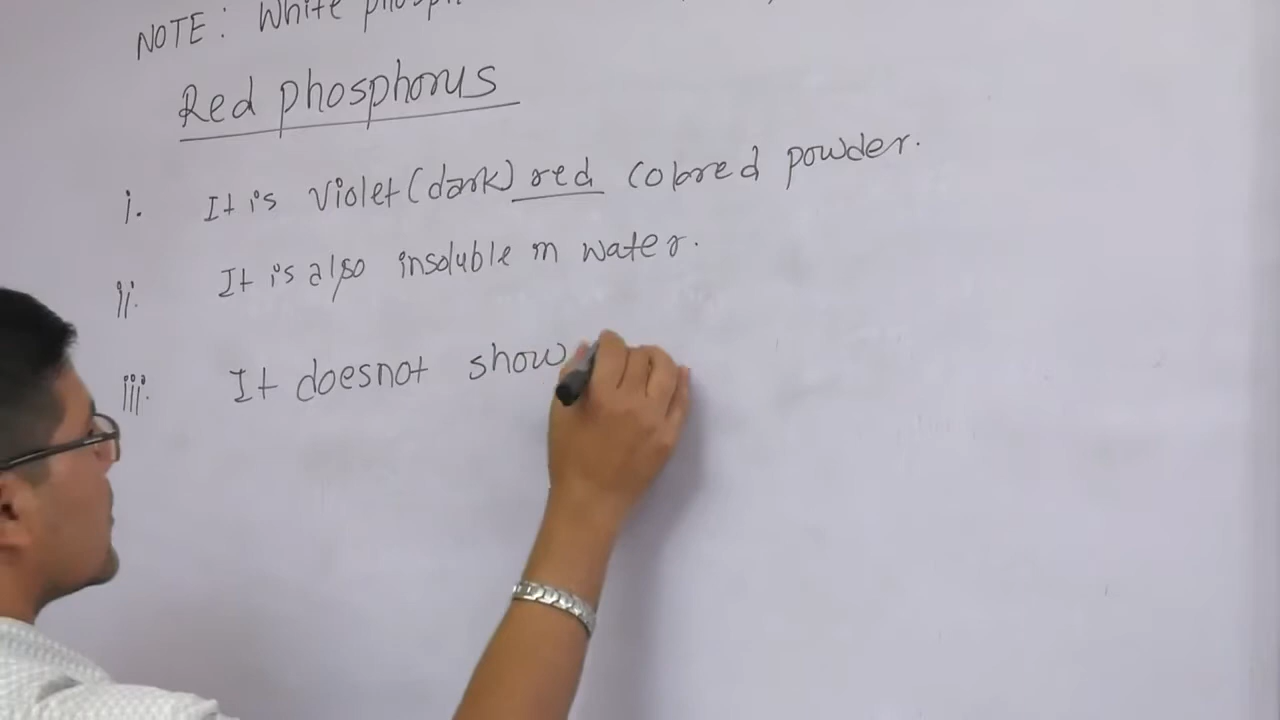 NOTE: White phosp
Red phosphorus
i. It is violet(dark) red colored powder.
ii. It is also insoluble in water.
iii. It doesnot show